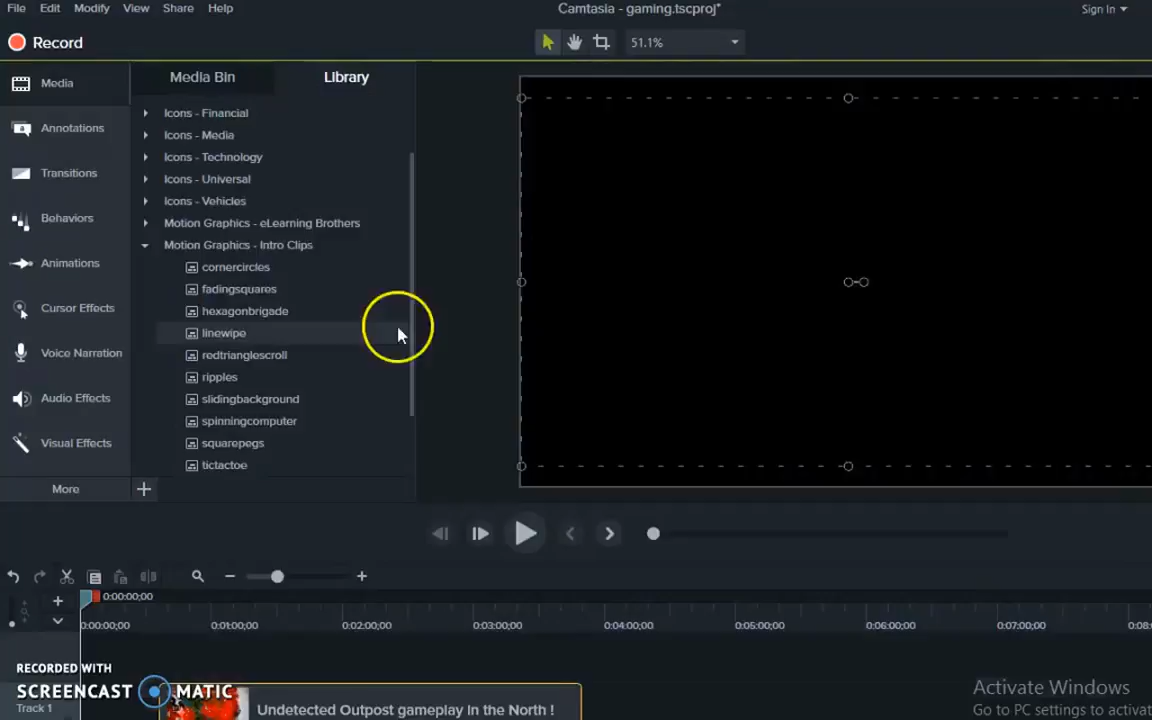 File Edit Modify View Share Help Camtasia - gaming.tscproj* Sign In
Record 51.1%
Media
Annotations
Transitions
Behaviors
Animations
Cursor Effects
Voice Narration
Audio Effects
Visual Effects
More
Media Bin Library
Icons - Financial
Icons - Media
Icons - Technology
Icons - Universal
Icons - Vehicles
Motion Graphics - eLearning Brothers
Motion Graphics - Intro Clips
cornercircles
fadingsquares
hexagonbrigade
linewipe
redtrianglescroll
ripples
slidingbackground
spinningcomputer
squarepegs
tictactoe
0:00:00;00
0:00:00;00 0:01:00;00 0:02:00;00 0:03:00;00 0:04:00;00 0:05:00;00 0:06:00;00 0:07:00;00 0:08:
RECORDED WITH
SCREENCAST MATIC
Track 1
Undetected Outpost gameplay In the North !
Activate Windows
Go to PC settings to activat